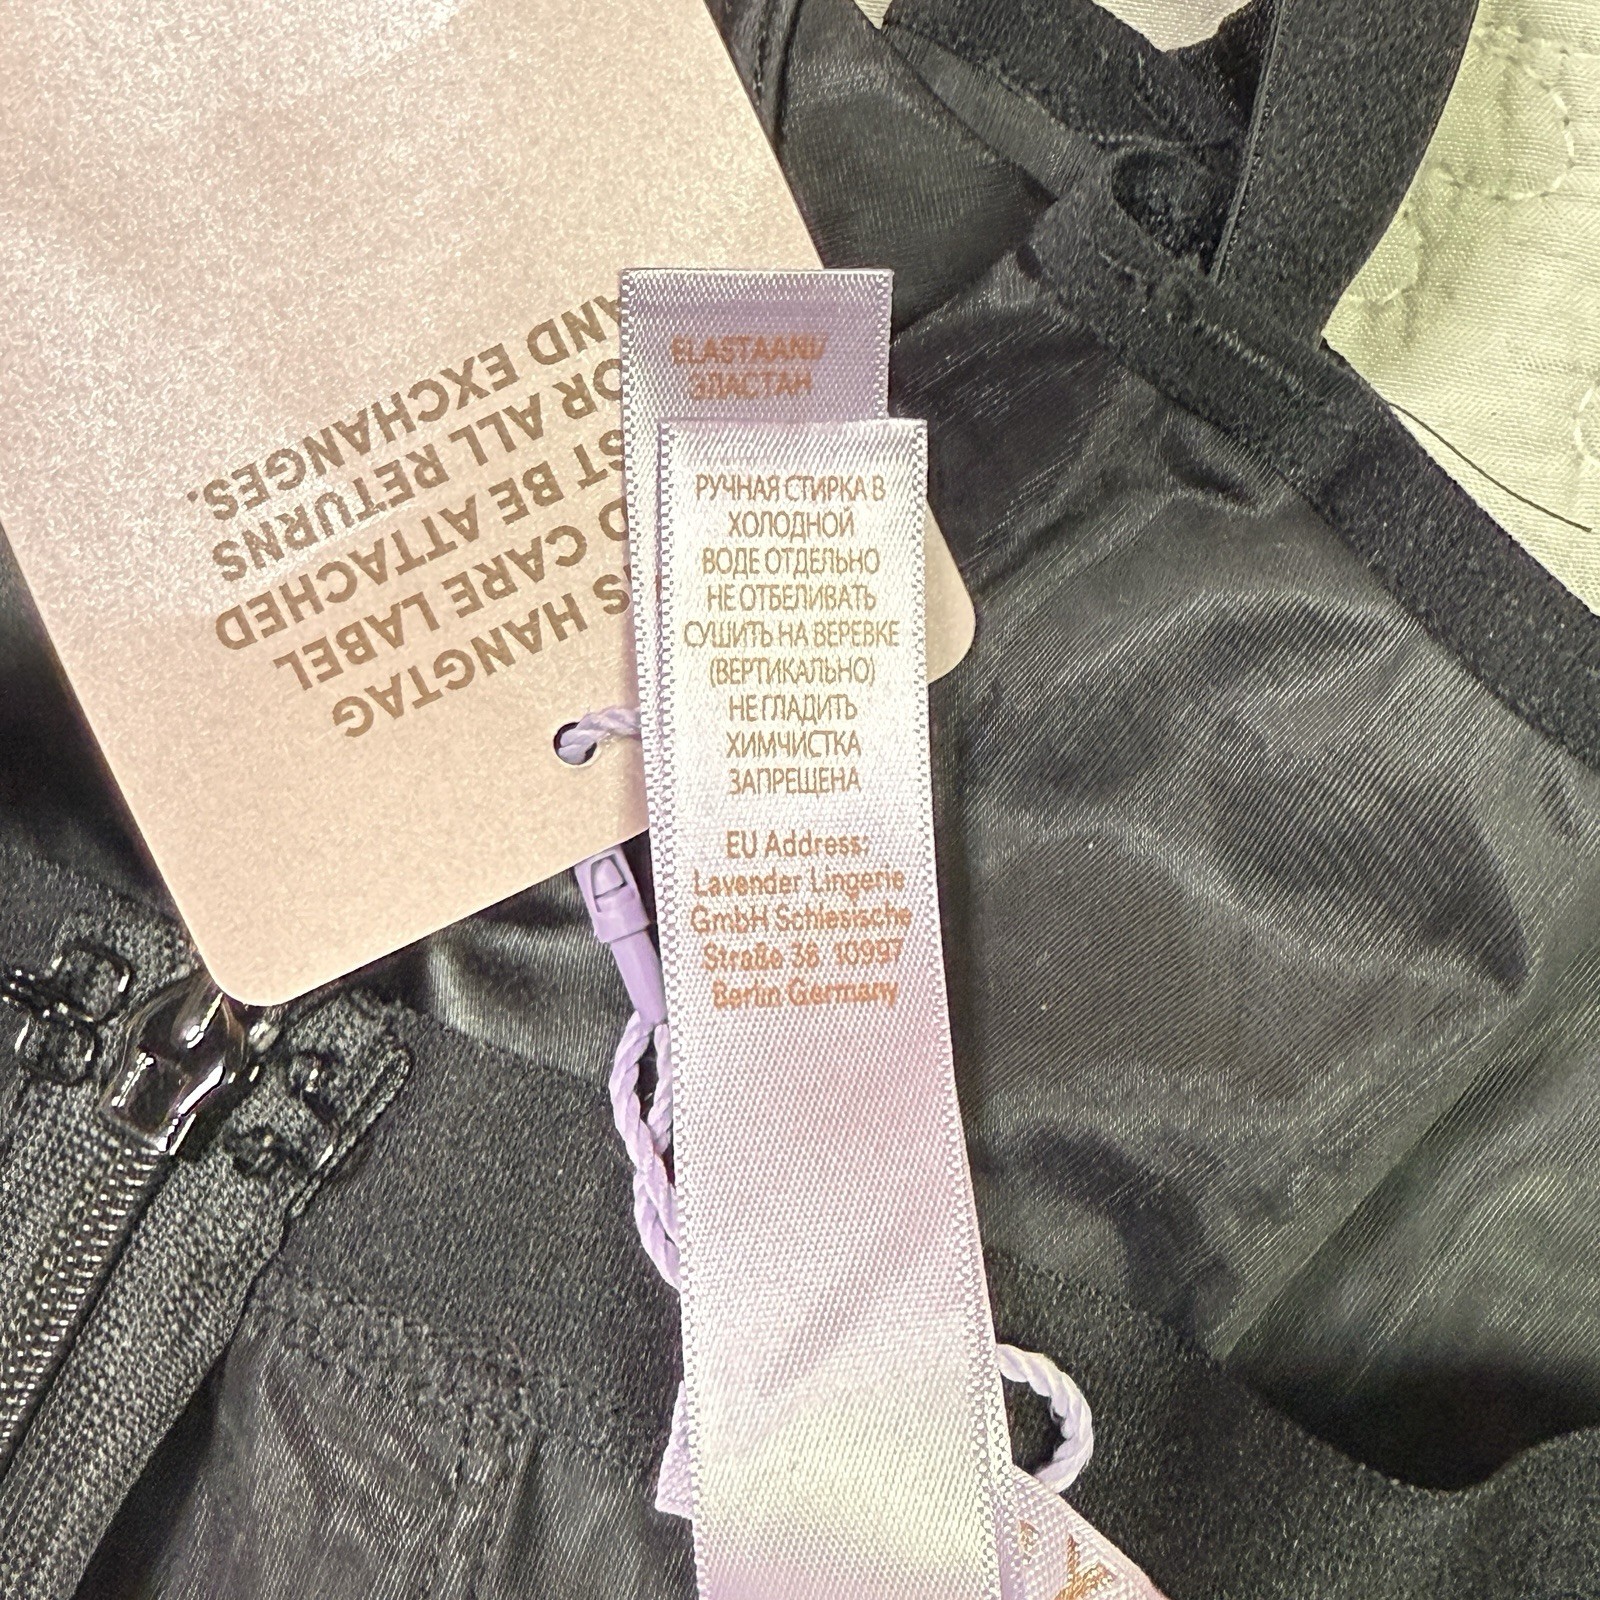 HANGTAG
CARE LABEL
BE ATTACHED
ALL RETURNS
AND EXCHANGES.
ELASTAANI/
ЭЛАСТАН
РУЧНАЯ СТИРКА В
ХОЛОДНОЙ
ВОДЕ ОТДЕЛЬНО
НЕ ОТБЕЛИВАТЬ
СУШИТЬ НА ВЕРЕВКЕ
(ВЕРТИКАЛЬНО)
НЕ ГЛАДИТЬ
ХИМЧИСТКА
ЗАПРЕЩЕНА
EU Address:
Lavender Lingerie
GmbH Schlesische
Straße 38 10997
Berlin Germany